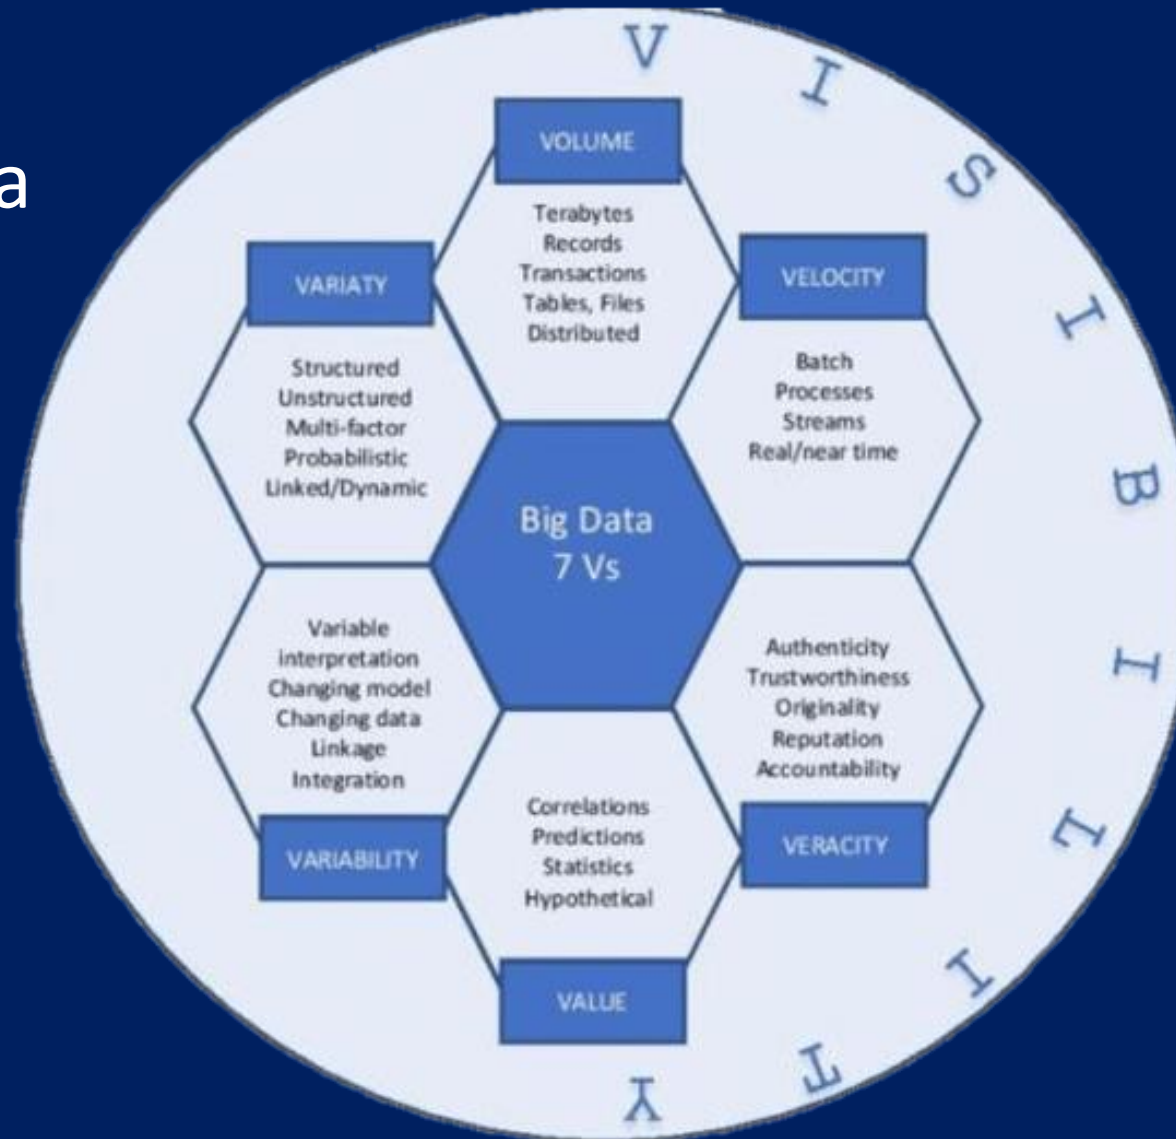 a
VISIBILITY
VOLUME
Terabytes
Records
Transactions
Tables, Files
Distributed
VARIATY
Structured
Unstructured
Multi-factor
Probabilistic
Linked/Dynamic
VELOCITY
Batch
Processes
Streams
Real/near time
Big Data
7 Vs
Variable
interpretation
Changing model
Changing data
Linkage
Integration
VARIABILITY
Authenticity
Trustworthiness
Originality
Reputation
Accountability
VERACITY
Correlations
Predictions
Statistics
Hypothetical
VALUE